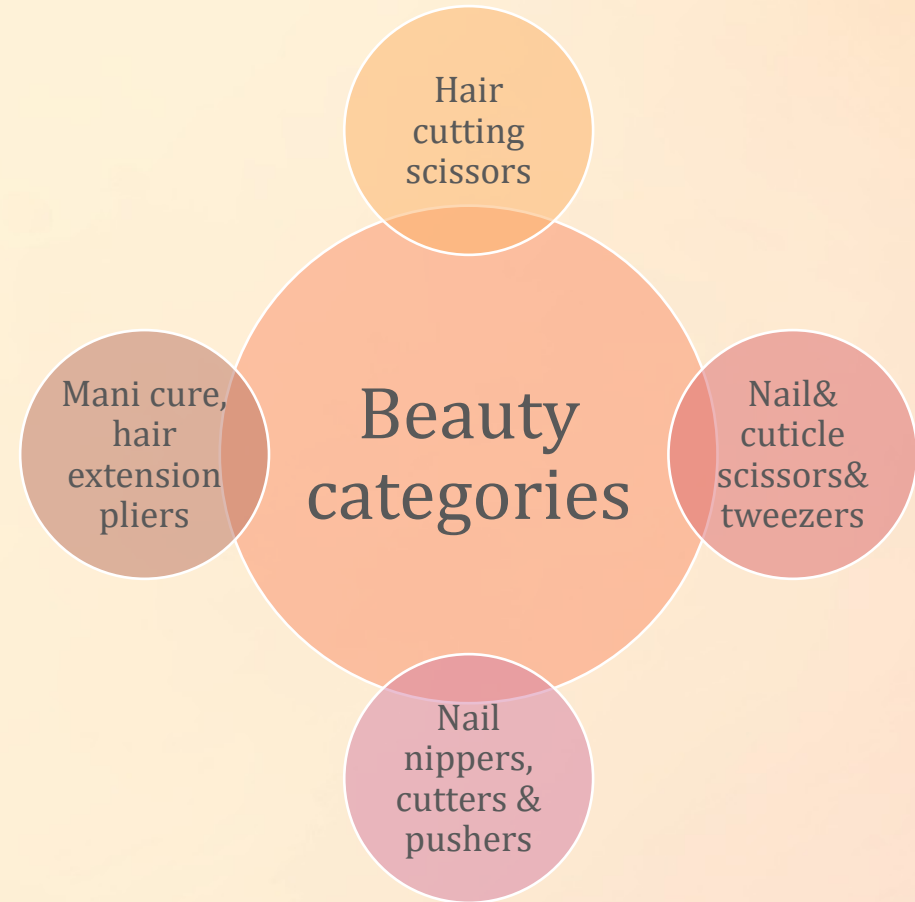 Hair
cutting
scissors
Mani cure,
hair
extension
pliers
Beauty
categories
Nail&
cuticle
scissors&
tweezers
Nail
nippers,
cutters &
pushers